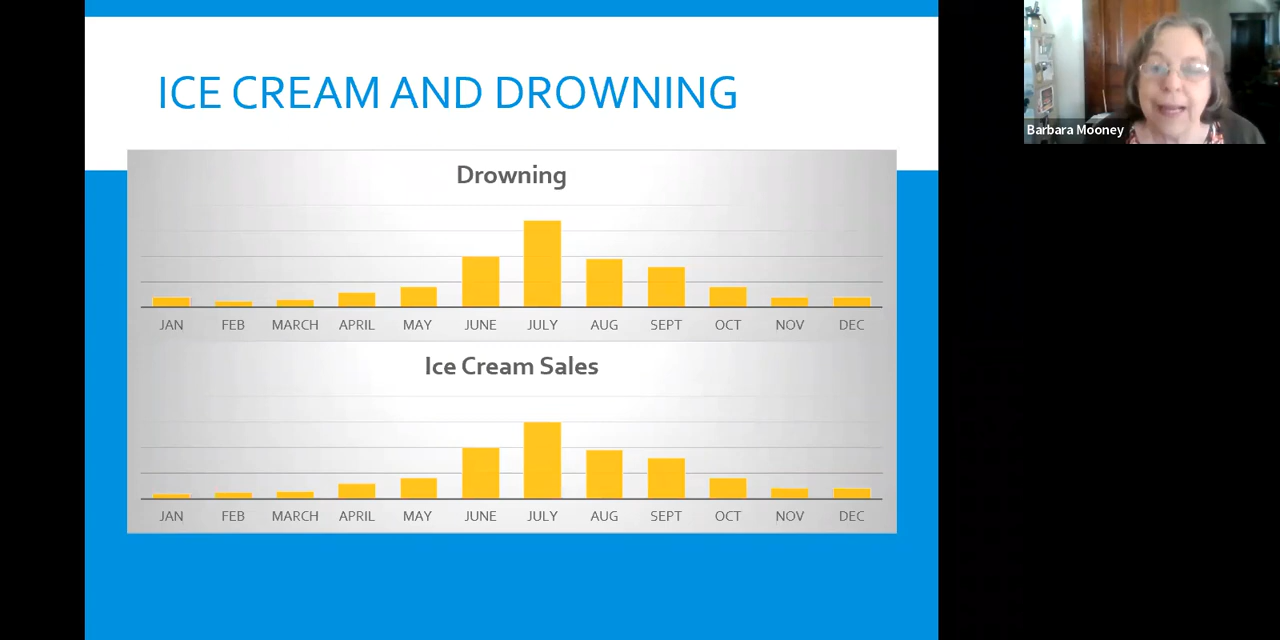 ICE CREAM AND DROWNING
Barbara Mooney
Drowning
JAN FEB MARCH APRIL MAY JUNE JULY AUG SEPT OCT NOV DEC
Ice Cream Sales
JAN FEB MARCH APRIL MAY JUNE JULY AUG SEPT OCT NOV DEC